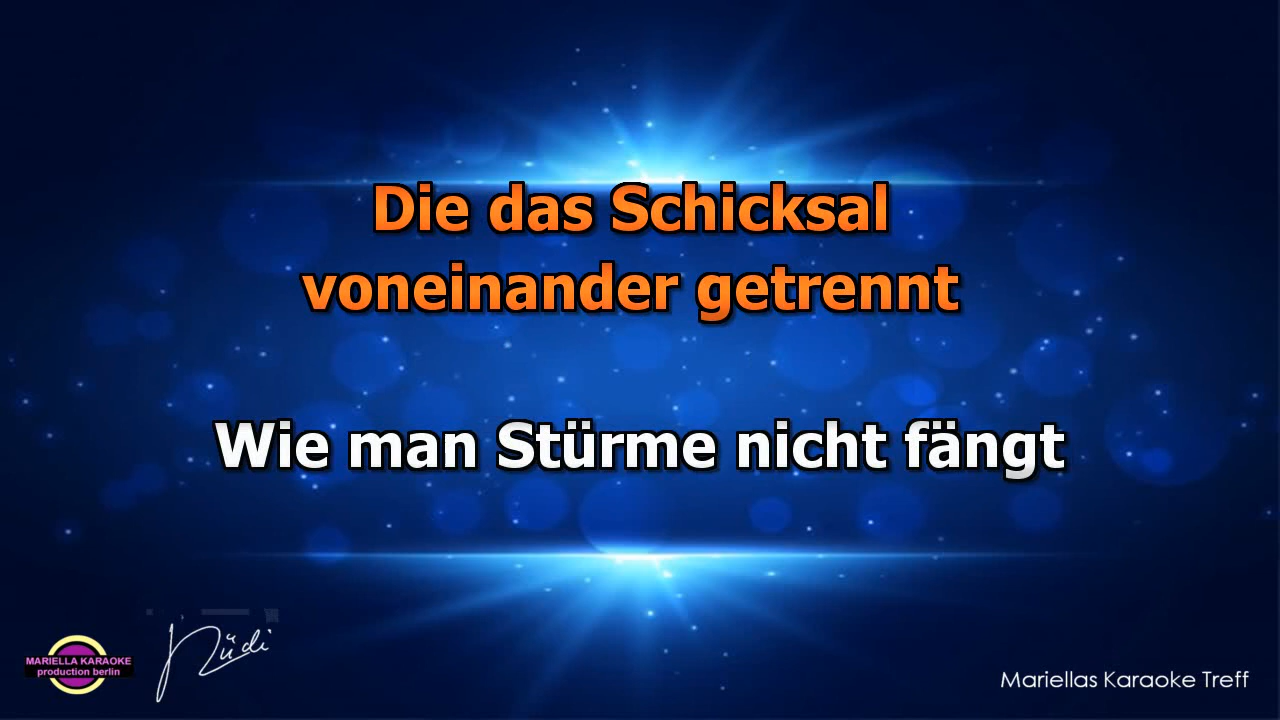 Die das Schicksal
voneinander getrennt
Wie man Stürme nicht fängt
MARIELLA KARAOKE
production berlin
Rüdi
Mariellas Karaoke Treff